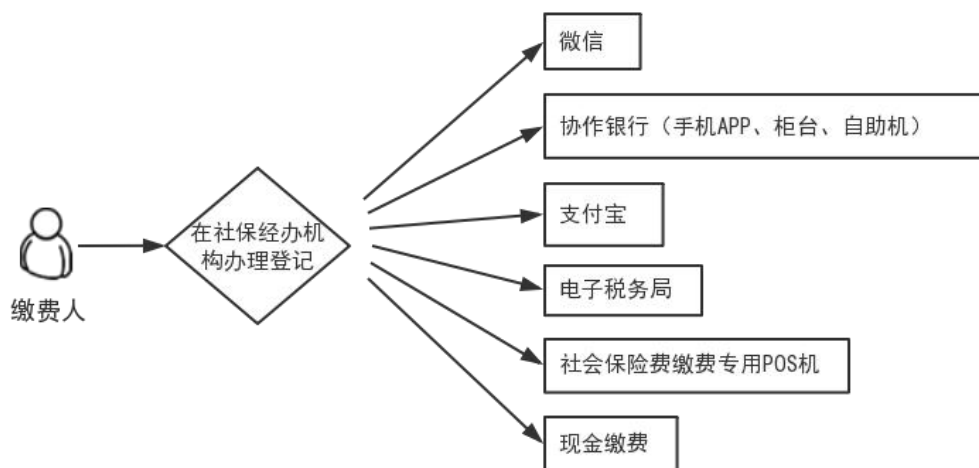 微信
协作银行（手机APP、柜台、自助机）
支付宝
在社保经办机
构办理登记
电子税务局
缴费人
社会保险费缴费专用POS机
现金缴费